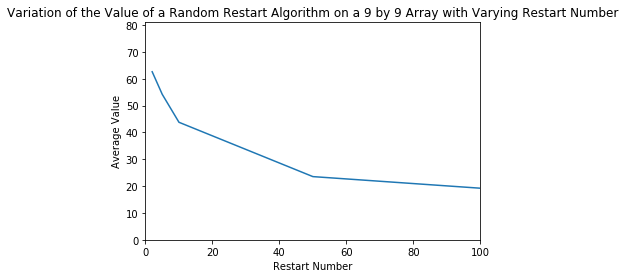 Variation of the Value of a Random Restart Algorithm on a 9 by 9 Array with Varying Restart Number
80
70
60
50
40
30
20
10
0
Average Value
0 20 40 60 80 100
Restart Number